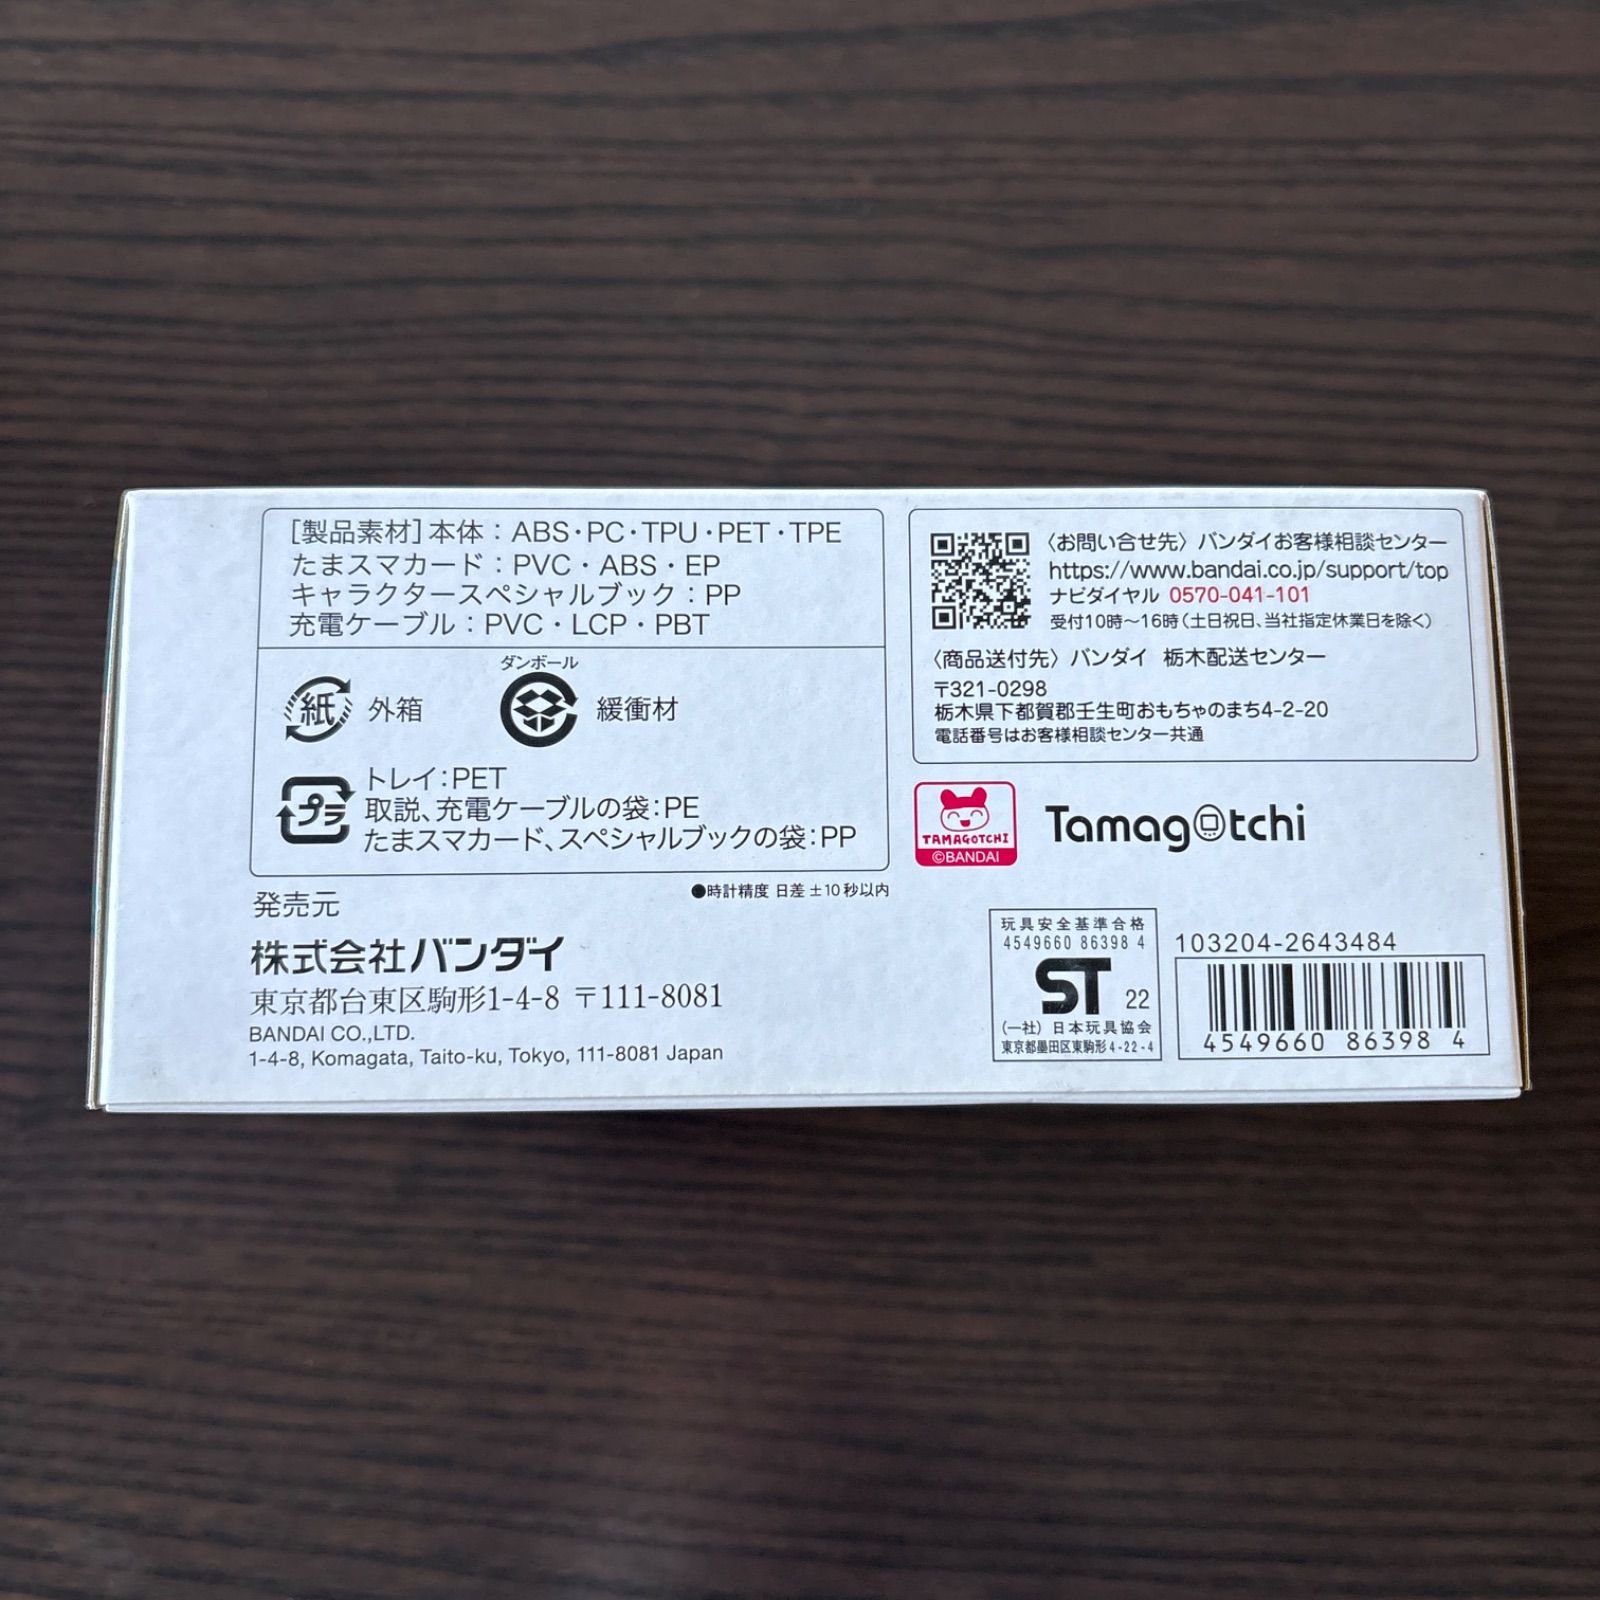 [製品素材]本体：ABS・PC・TPU・PET・TPE
たまスマカード：PVC・ABS・EP
キャラクタースペシャルブック：PP
充電ケーブル：PVC・LCP・PBT
紙 外箱
ダンボール
緩衝材
プラ
トレイ：PET
取説、充電ケーブルの袋：PE
たまスマカード、スペシャルブックの袋：PP
●時計精度 日差±10秒以内
発売元
株式会社バンダイ
東京都台東区駒形1-4-8 〒111-8081
BANDAI CO.,LTD.
1-4-8, Komagata, Taito-ku, Tokyo, 111-8081 Japan
〈お問い合せ先〉バンダイお客様相談センター
https://www.bandai.co.jp/support/top
ナビダイヤル 0570-041-101
受付10時〜16時（土日祝日、当社指定休業日を除く）
〈商品送付先〉バンダイ 栃木配送センター
〒321-0298
栃木県下都賀郡壬生町おもちゃのまち4-2-20
電話番号はお客様相談センター共通
TAMAGOTCHI
©BANDAI
Tamagotchi
玩具安全基準合格
4549660 86398 4
ST 22
（一社）日本玩具協会
東京都墨田区東駒形4-22-4
103204-2643484
4549660 86398 4